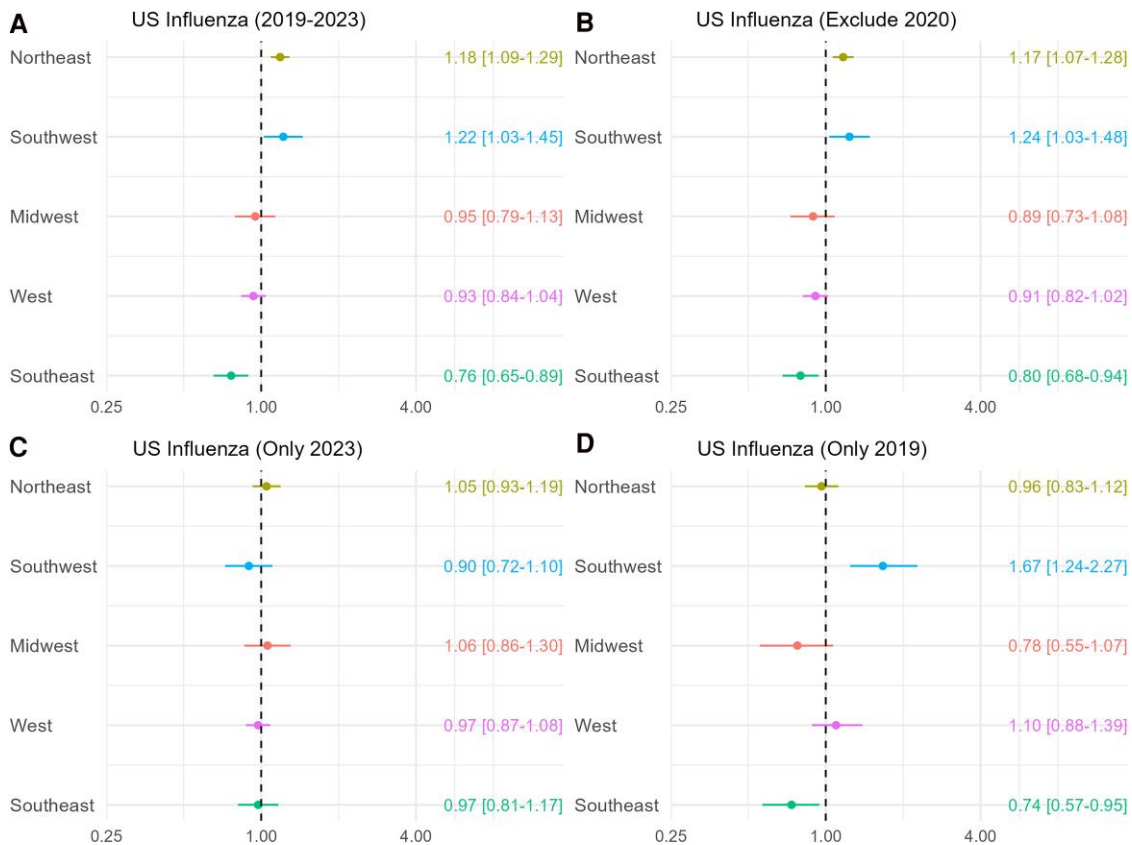 A US Influenza (2019-2023)
Northeast 1.18 [1.09-1.29]
Southwest 1.22 [1.03-1.45]
Midwest 0.95 [0.79-1.13]
West 0.93 [0.84-1.04]
Southeast 0.76 [0.65-0.89]
0.25 1.00 4.00
B US Influenza (Exclude 2020)
Northeast 1.17 [1.07-1.28]
Southwest 1.24 [1.03-1.48]
Midwest 0.89 [0.73-1.08]
West 0.91 [0.82-1.02]
Southeast 0.80 [0.68-0.94]
0.25 1.00 4.00
C US Influenza (Only 2023)
Northeast 1.05 [0.93-1.19]
Southwest 0.90 [0.72-1.10]
Midwest 1.06 [0.86-1.30]
West 0.97 [0.87-1.08]
Southeast 0.97 [0.81-1.17]
0.25 1.00 4.00
D US Influenza (Only 2019)
Northeast 0.96 [0.83-1.12]
Southwest 1.67 [1.24-2.27]
Midwest 0.78 [0.55-1.07]
West 1.10 [0.88-1.39]
Southeast 0.74 [0.57-0.95]
0.25 1.00 4.00